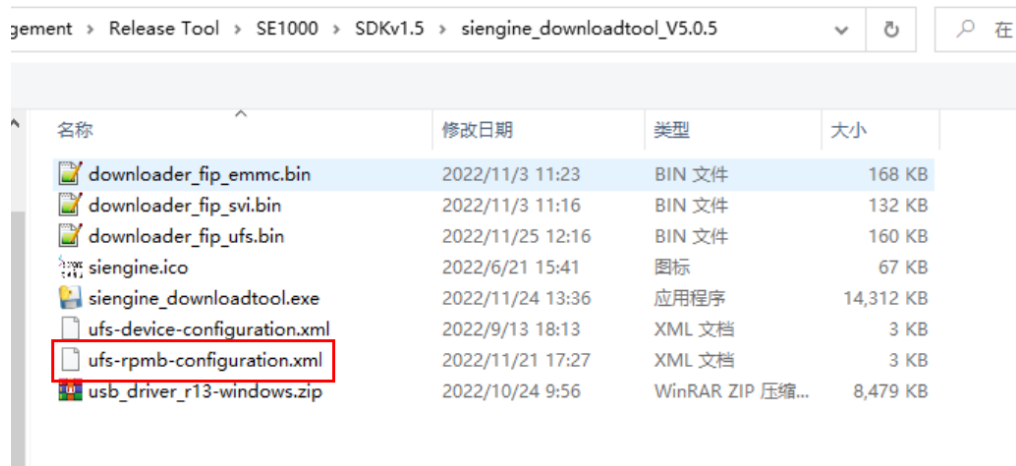 gement › Release Tool › SE1000 › SDKv1.5 › siengine_downloadtool_V5.0.5 在
名称 修改日期 类型 大小
downloader_fip_emmc.bin 2022/11/3 11:23 BIN 文件 168 KB
downloader_fip_svi.bin 2022/11/3 11:16 BIN 文件 132 KB
downloader_fip_ufs.bin 2022/11/25 12:16 BIN 文件 160 KB
siengine.ico 2022/6/21 15:41 图标 67 KB
siengine_downloadtool.exe 2022/11/24 13:36 应用程序 14,312 KB
ufs-device-configuration.xml 2022/9/13 18:13 XML 文档 3 KB
ufs-rpmb-configuration.xml 2022/11/21 17:27 XML 文档 3 KB
usb_driver_r13-windows.zip 2022/10/24 9:56 WinRAR ZIP 压缩... 8,479 KB